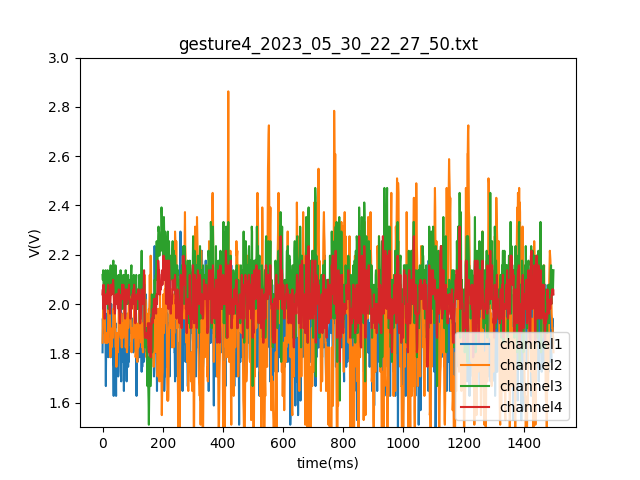 gesture4_2023_05_30_22_27_50.txt
3.0
2.8
2.6
2.4
2.2
2.0
1.8
1.6
V(V)
channel1
channel2
channel3
channel4
0 200 400 600 800 1000 1200 1400
time(ms)